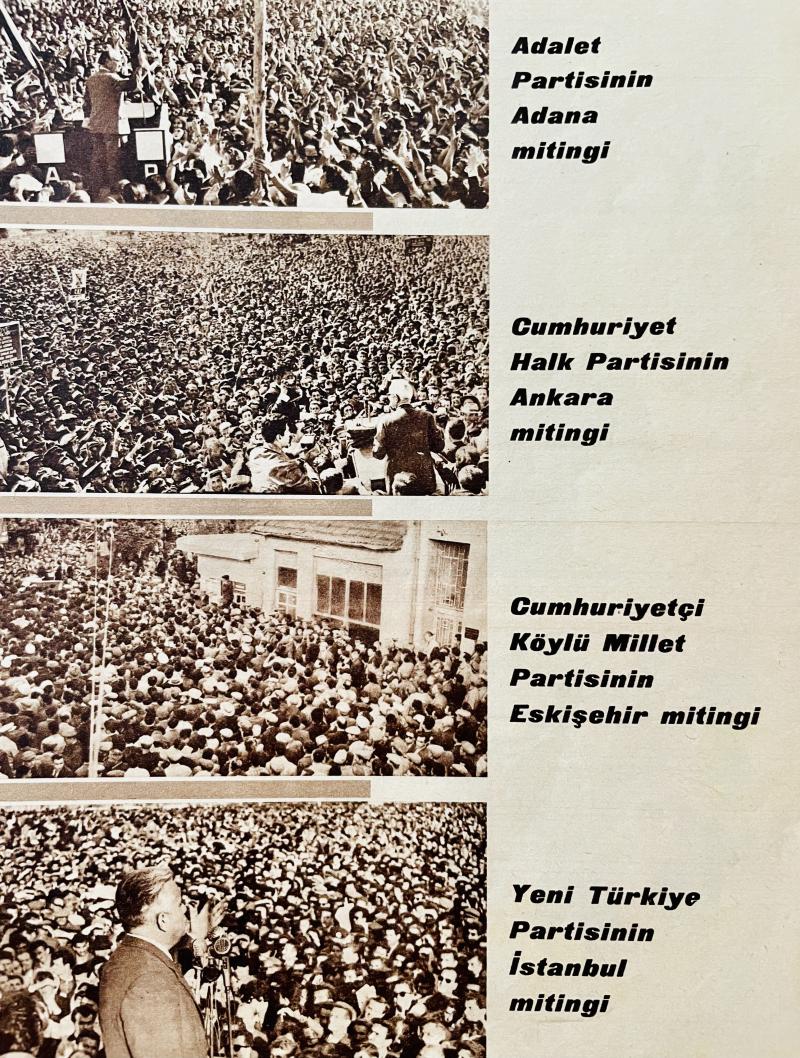 Adalet
Partisinin
Adana
mitingi
A P
Cumhuriyet
Halk Partisinin
Ankara
mitingi
Cumhuriyetçi
Köylü Millet
Partisinin
Eskişehir mitingi
Yeni Türkiye
Partisinin
İstanbul
mitingi